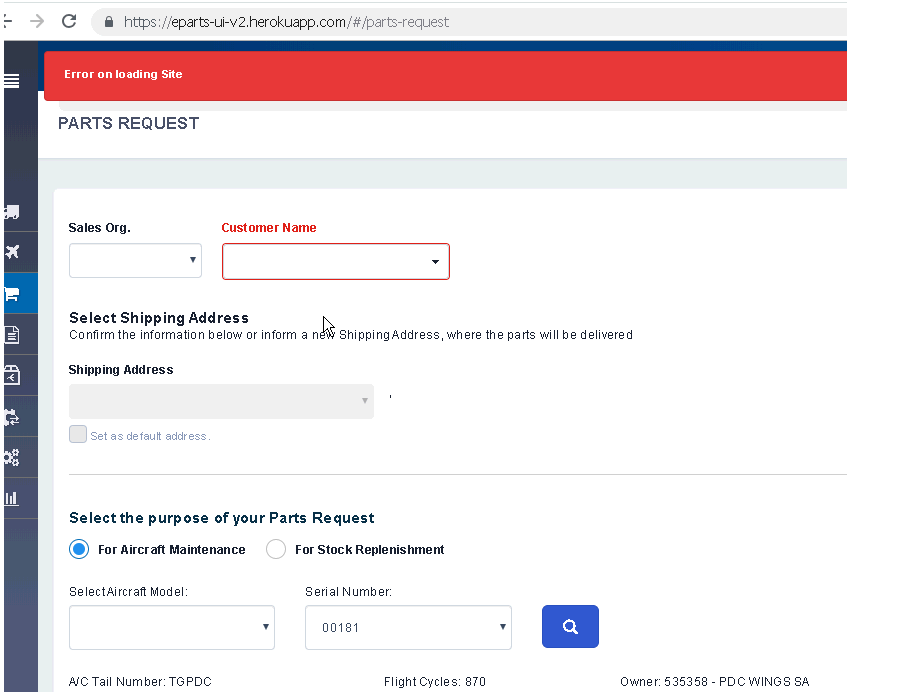 https://eparts-ui-v2.herokuapp.com/#/parts-request
Error on loading Site
PARTS REQUEST
Sales Org.
Customer Name
Select Shipping Address
Confirm the information below or inform a new Shipping Address, where the parts will be delivered
Shipping Address
Set as default address.
Select the purpose of your Parts Request
For Aircraft Maintenance
For Stock Replenishment
Select Aircraft Model:
Serial Number:
00181
A/C Tail Number: TGPDC
Flight Cycles: 870
Owner: 535358 - PDC WINGS SA